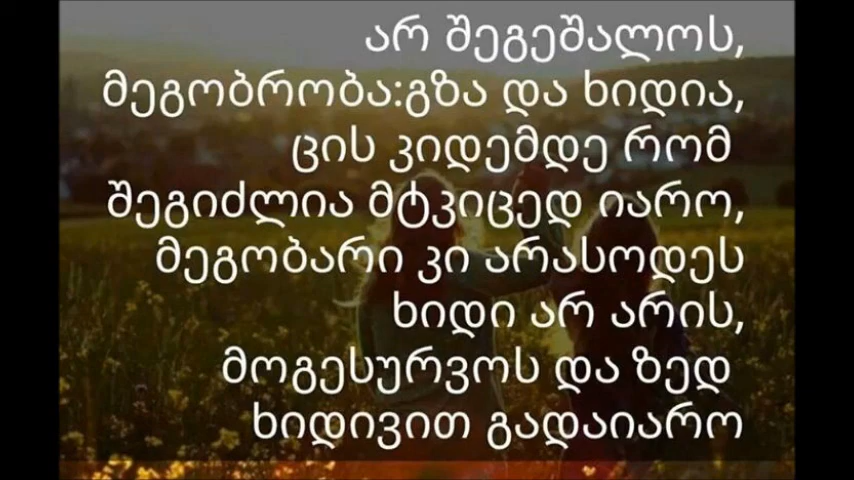 არ შეგეშალოს,
მეგობრობა:გზა და ხიდია,
ცის კიდემდე რომ
შეგიძლია მტკიცედ იარო,
მეგობარი კი არასოდეს
ხიდი არ არის,
მოგესურვოს და ზედ
ხიდივით გადაიარო